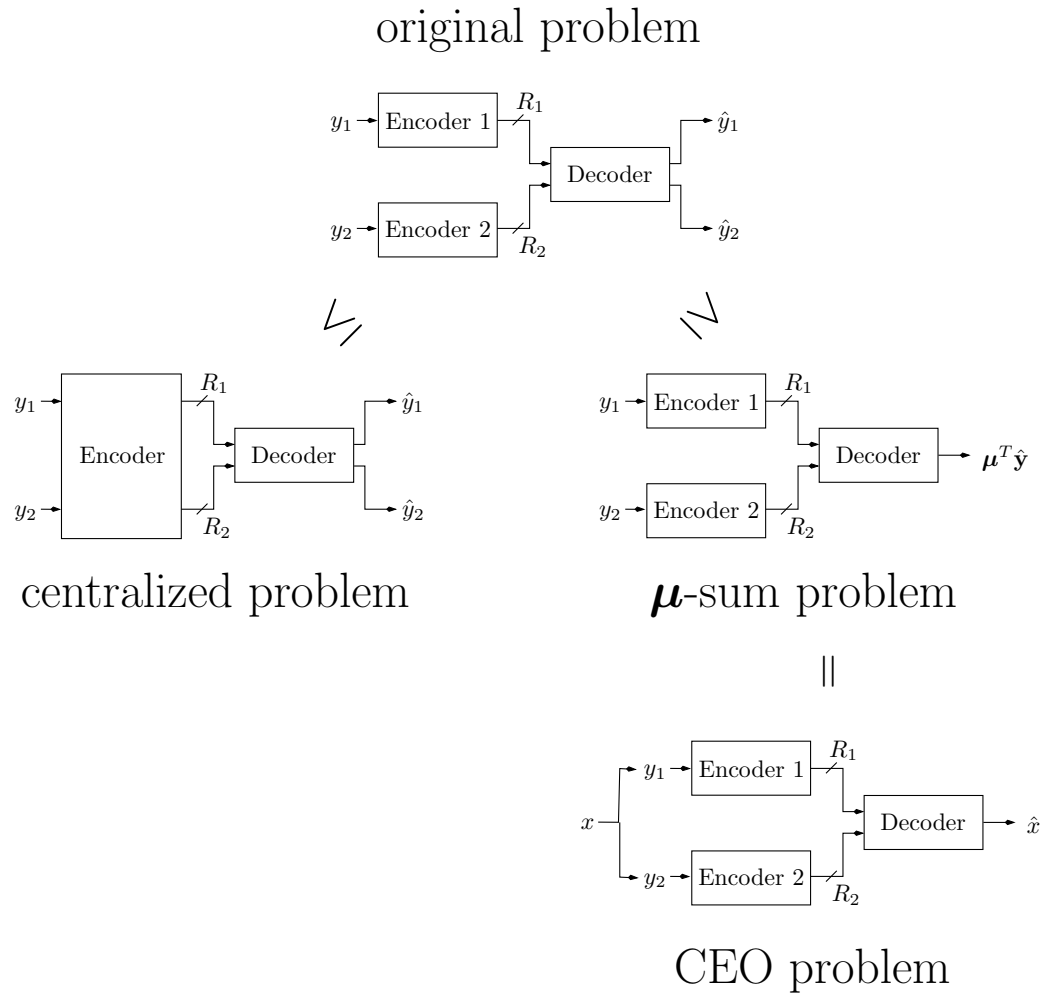 original problem
y₁ Encoder 1 R₁ ŷ₁
Decoder
y₂ Encoder 2 R₂ ŷ₂
≥ ≥
y₁ R₁ ŷ₁
Encoder Decoder
y₂ R₂ ŷ₂
centralized problem
y₁ Encoder 1 R₁
Decoder μᵀŷ
y₂ Encoder 2 R₂
μ-sum problem
=
y₁ Encoder 1 R₁
x Decoder x̂
y₂ Encoder 2 R₂
CEO problem